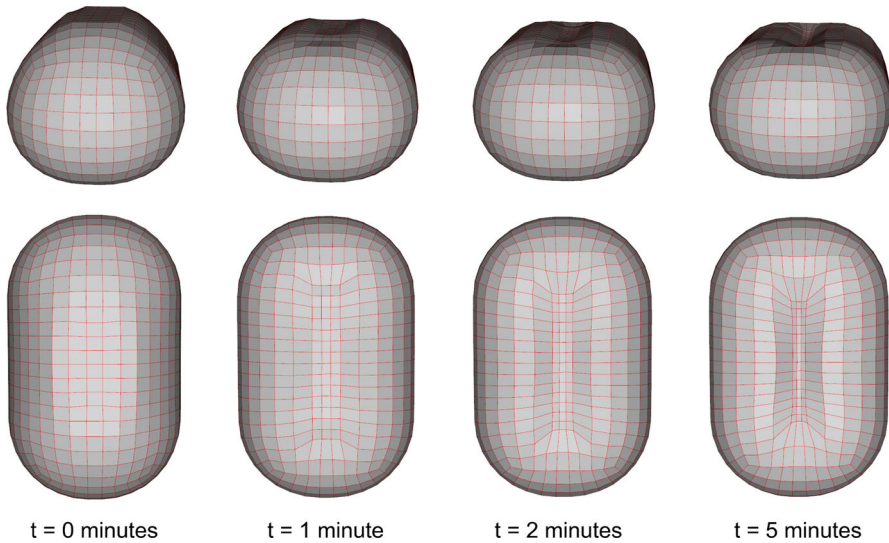 t = 0 minutes
t = 1 minute
t = 2 minutes
t = 5 minutes